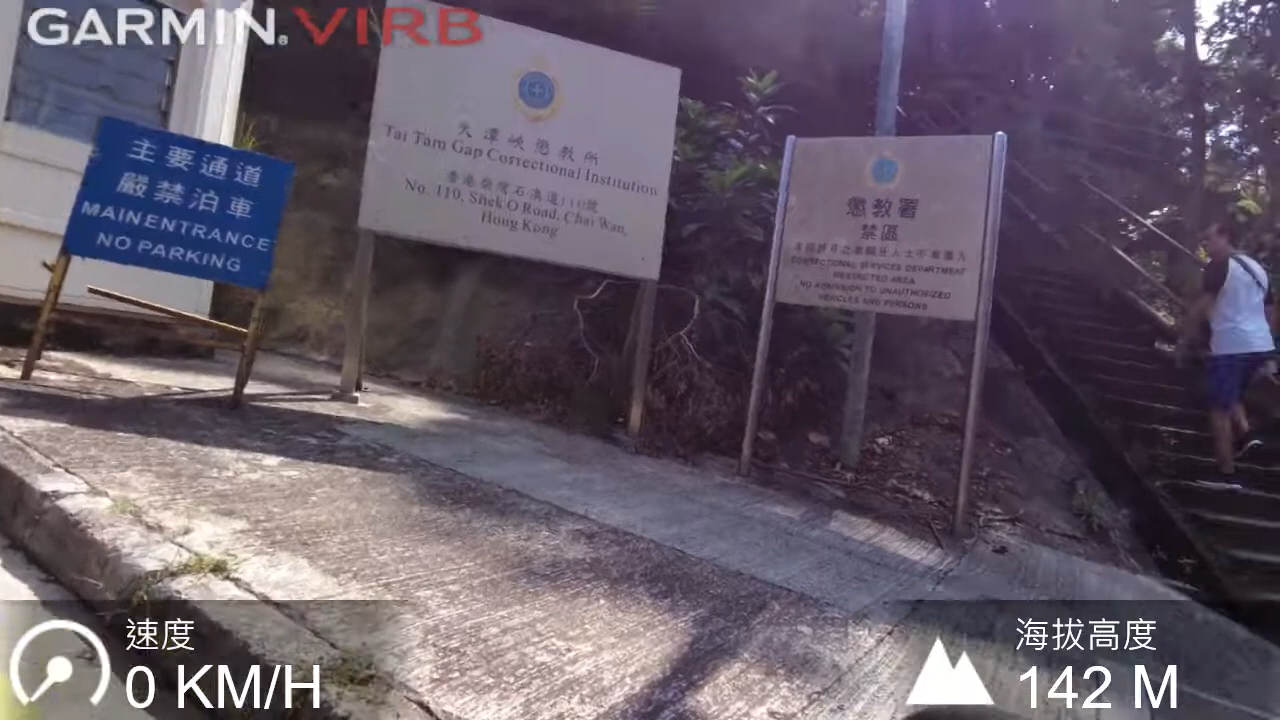 GARMIN. VIRB
主要通道
嚴禁泊車
MAIN ENTRANCE
NO PARKING
大潭峽懲教所
Tai Tam Gap Correctional Institution
香港柴灣石澳道110號
No. 110, Shek O Road, Chai Wan,
Hong Kong
懲教署
禁區
CORRECTIONAL SERVICES DEPARTMENT
RESTRICTED AREA
NO ADMISSION TO UNAUTHORIZED
VEHICLES AND PERSONS
速度
0 KM/H
海拔高度
142 M